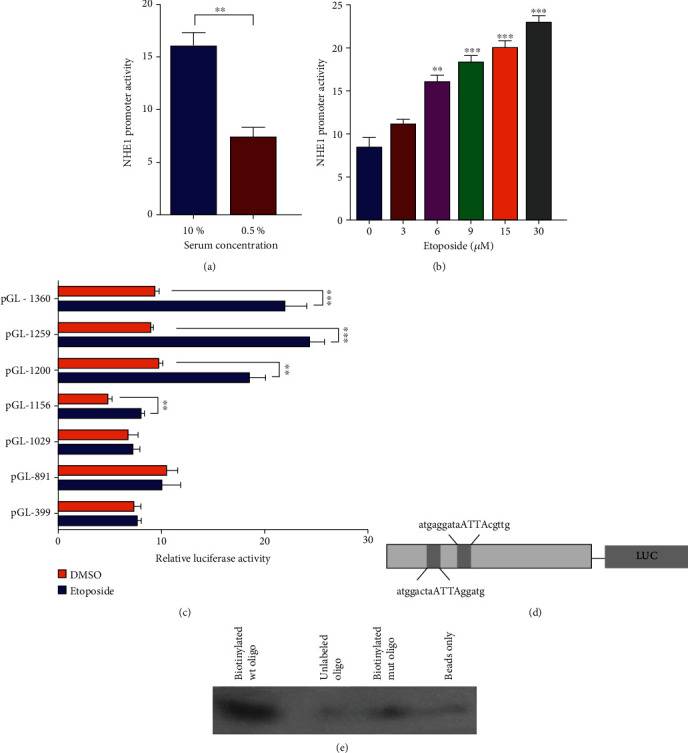 **
20
15
10
5
0
NHE1 promoter activity
10 %
0.5 %
Serum concentration
(a)
25
20
15
10
5
0
NHE1 promoter activity
**
***
***
***
0
3
6
9
15
30
Etoposide (μM)
(b)
pGL - 1360
***
pGL-1259
***
pGL-1200
**
pGL-1156
**
pGL-1029
pGL-891
pGL-399
0
10
20
30
Relative luciferase activity
DMSO
Etoposide
(c)
atgaggataATTAcgttg
LUC
atggactaATTAggatg
(d)
Biotinylated
wt oligo
Unlabeled
oligo
Biotinylated
mut oligo
Beads only
(e)